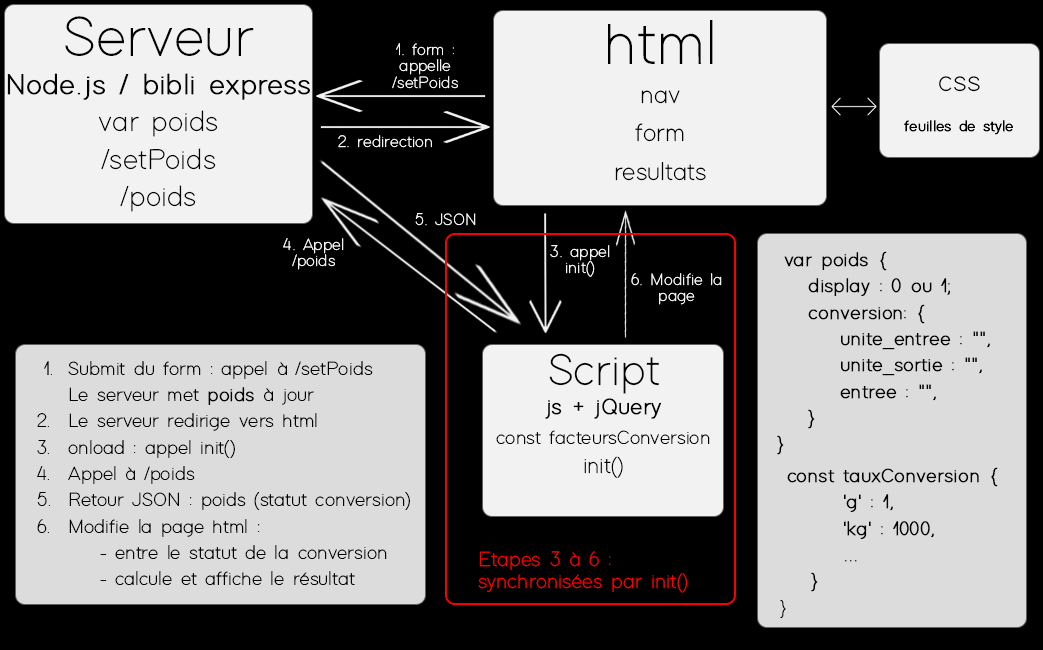 Serveur
Node.js / bibli express
var poids
/setPoids
/poids
1. form :
appelle
/setPoids
2. redirection
html
nav
form
resultats
css
feuilles de style
5. JSON
4. Appel
/poids
3. appel
init()
6. Modifie la
page
Script
js + jQuery
const facteursConversion
init()
Etapes 3 à 6 :
synchronisées par init()
1. Submit du form : appel à /setPoids
Le serveur met poids à jour
2. Le serveur redirige vers html
3. onload : appel init()
4. Appel à /poids
5. Retour JSON : poids (statut conversion)
6. Modifie la page html :
- entre le statut de la conversion
- calcule et affiche le résultat
var poids {
display : 0 ou 1;
conversion: {
unite_entree : "",
unite_sortie : "",
entree : "",
}
}
const tauxConversion {
'g' : 1,
'kg' : 1000,
...
}
}